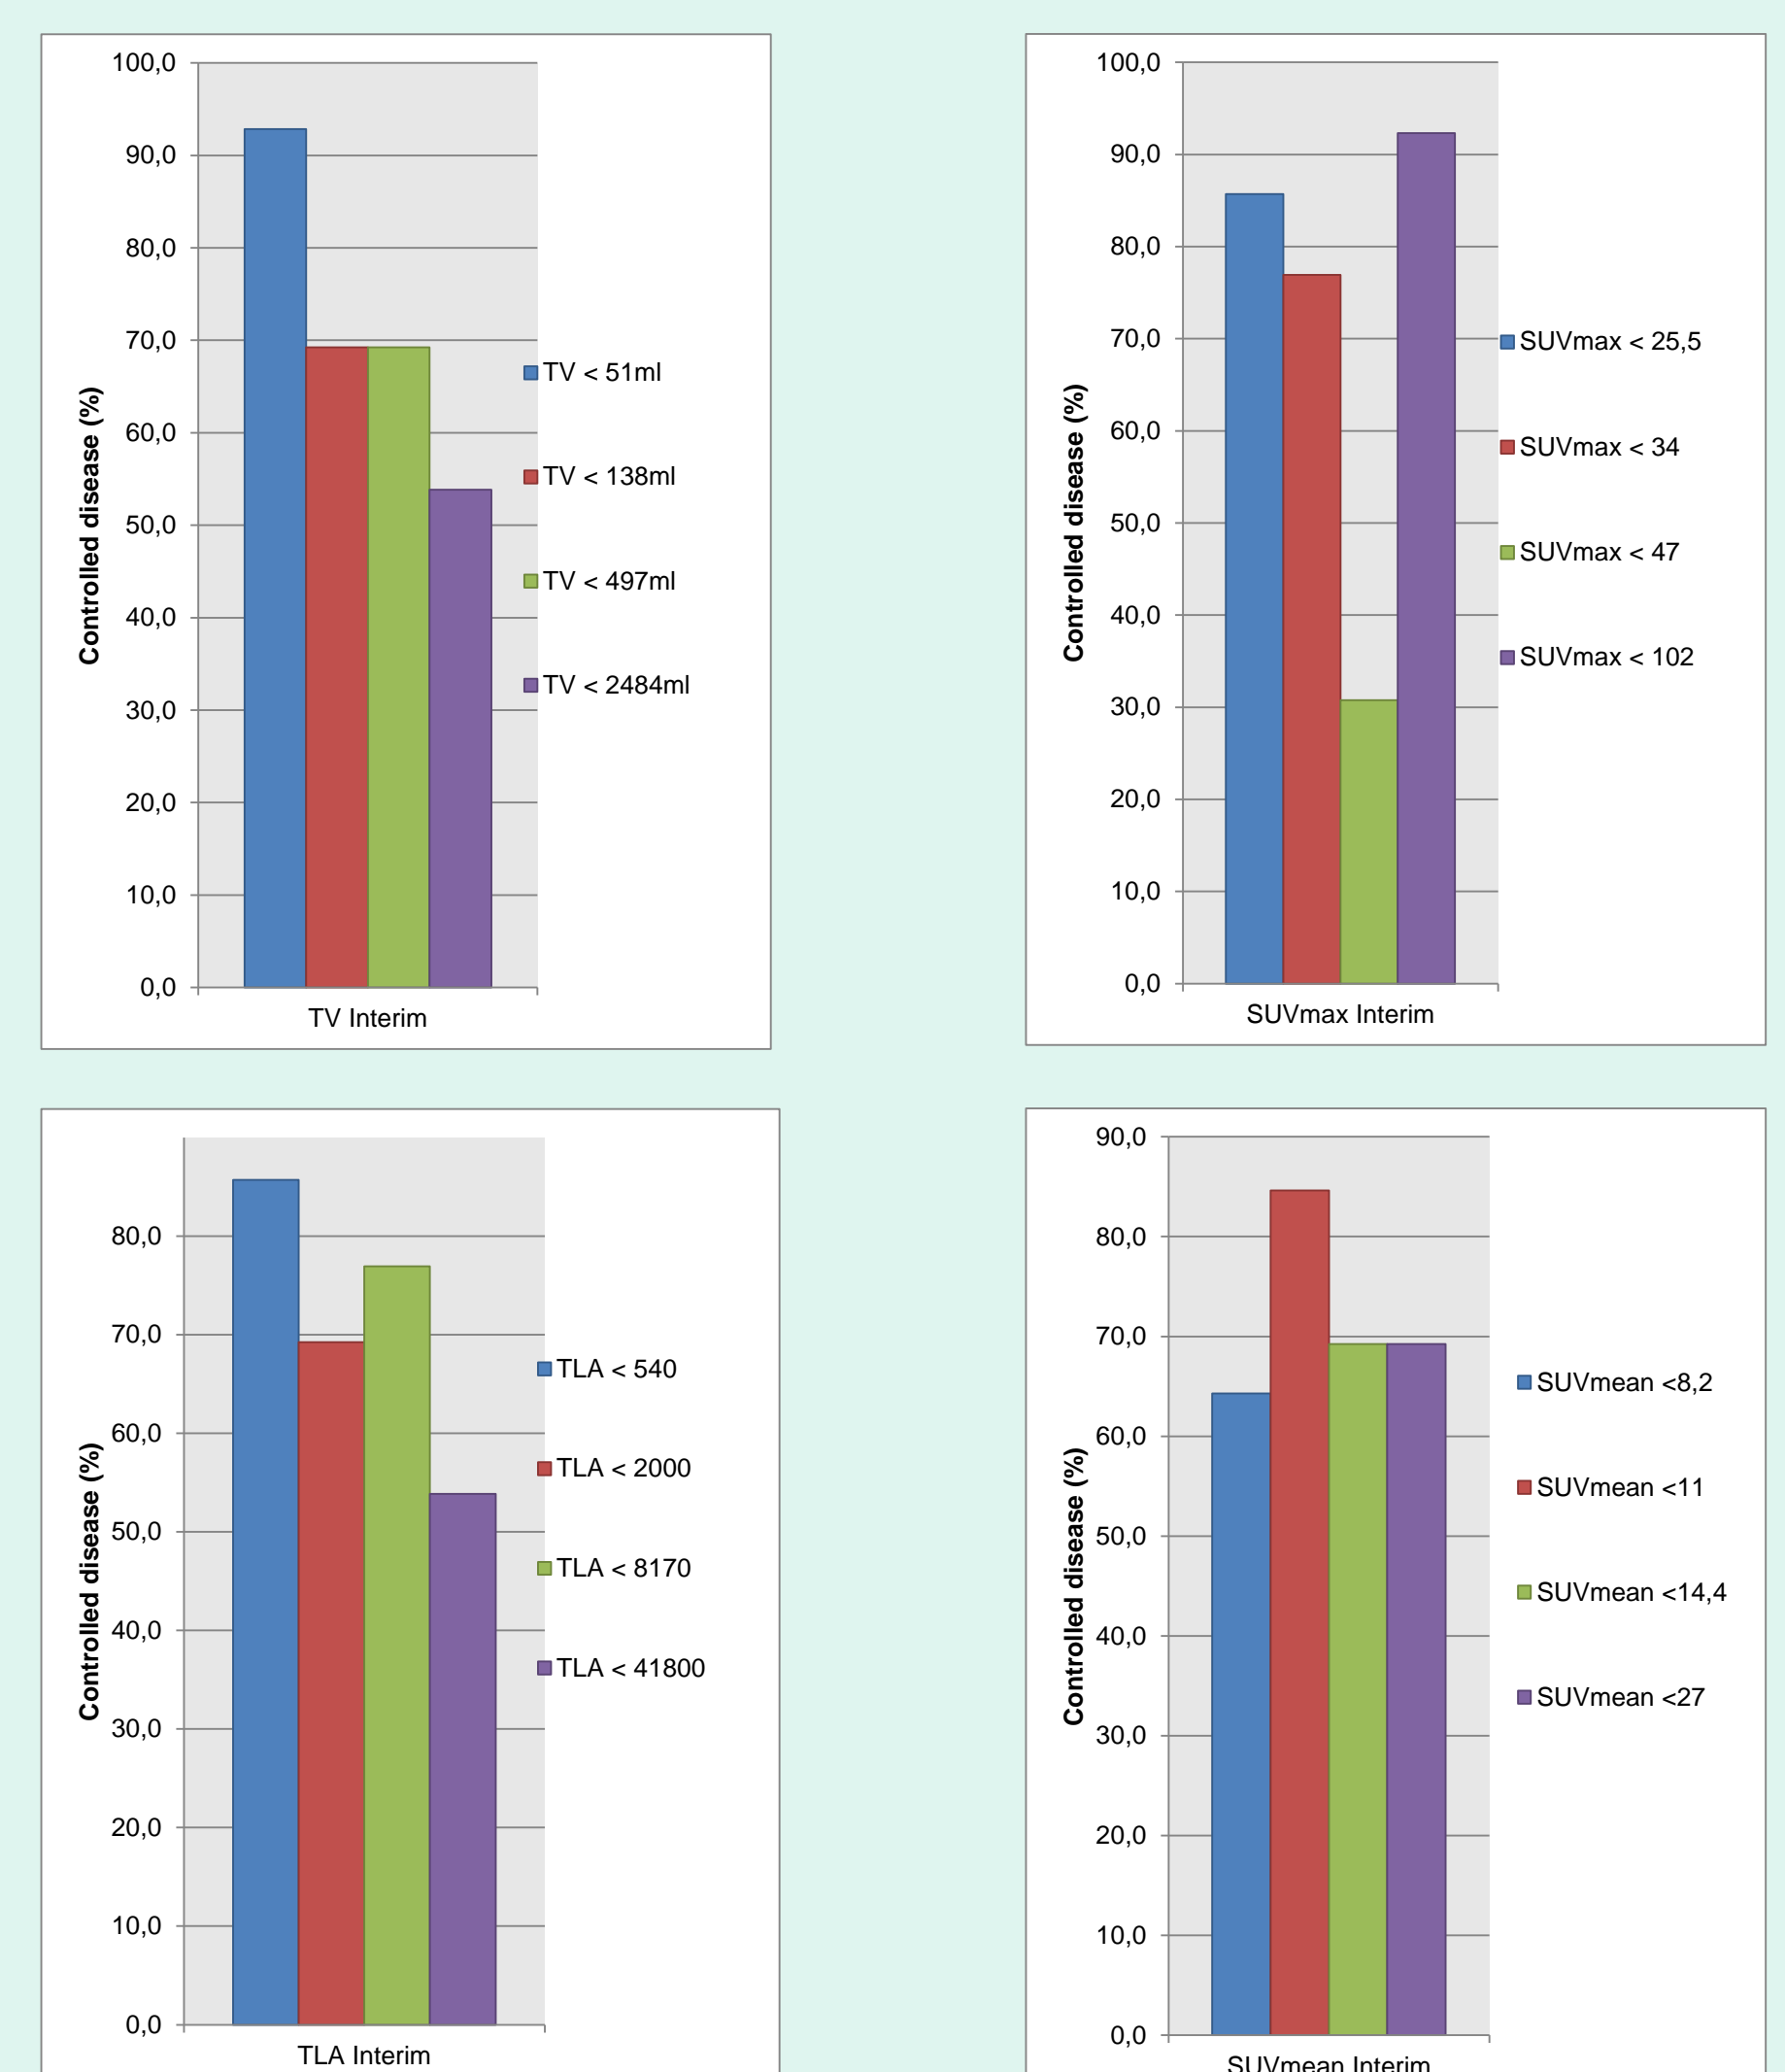 100,0
90,0
80,0
70,0
60,0
50,0
40,0
30,0
20,0
10,0
0,0
Controlled disease (%)
TV Interim
TV < 51ml
TV < 138ml
TV < 497ml
TV < 2484ml
100,0
90,0
80,0
70,0
60,0
50,0
40,0
30,0
20,0
10,0
0,0
Controlled disease (%)
SUVmax Interim
SUVmax < 25,5
SUVmax < 34
SUVmax < 47
SUVmax < 102
80,0
70,0
60,0
50,0
40,0
30,0
20,0
10,0
0,0
Controlled disease (%)
TLA Interim
TLA < 540
TLA < 2000
TLA < 8170
TLA < 41800
90,0
80,0
70,0
60,0
50,0
40,0
30,0
20,0
10,0
0,0
Controlled disease (%)
SUVmean Interim
SUVmean <8,2
SUVmean <11
SUVmean <14,4
SUVmean <27